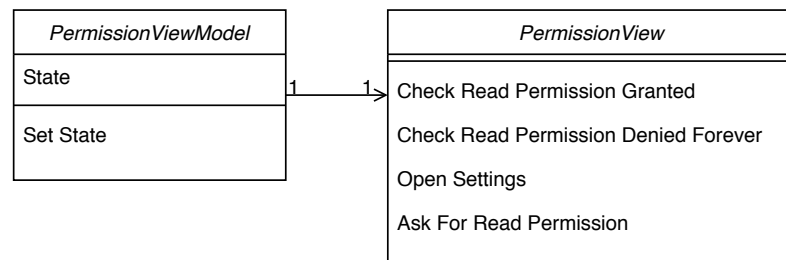 PermissionViewModel
State
Set State
1
1
PermissionView
Check Read Permission Granted
Check Read Permission Denied Forever
Open Settings
Ask For Read Permission